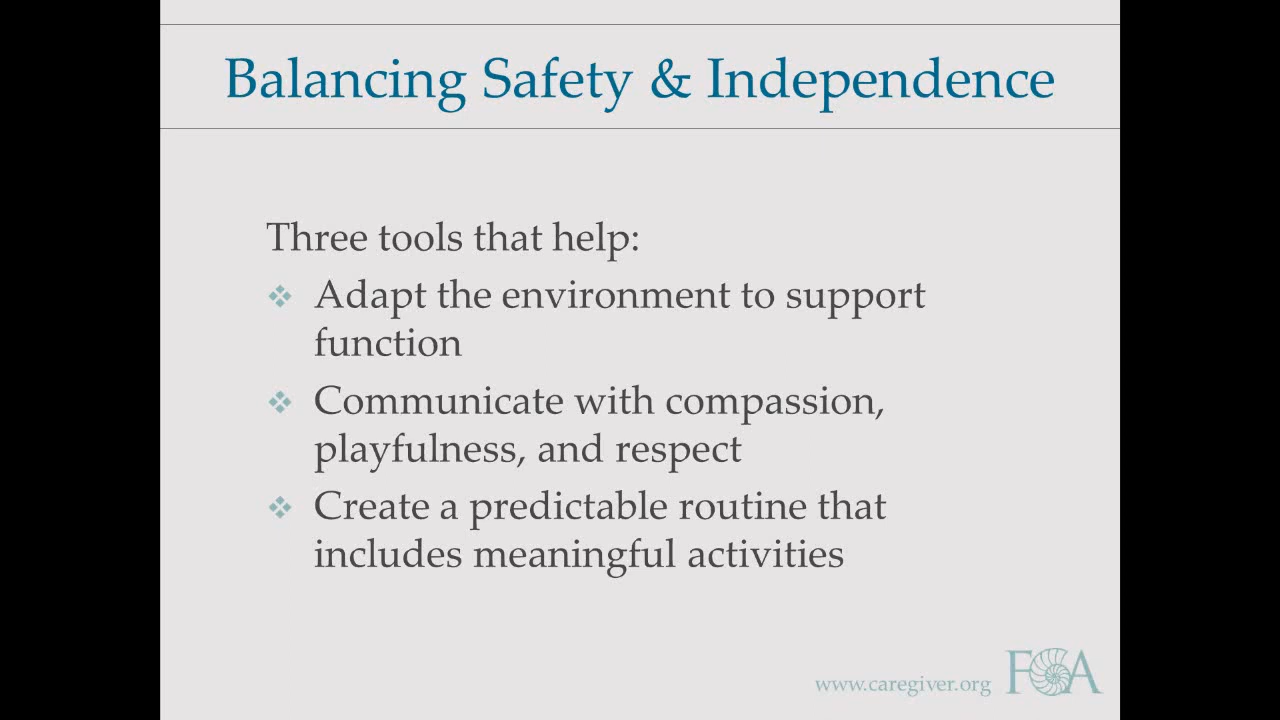 Balancing Safety & Independence
Three tools that help:
Adapt the environment to support
function
Communicate with compassion,
playfulness, and respect
Create a predictable routine that
includes meaningful activities
www.caregiver.org FCA